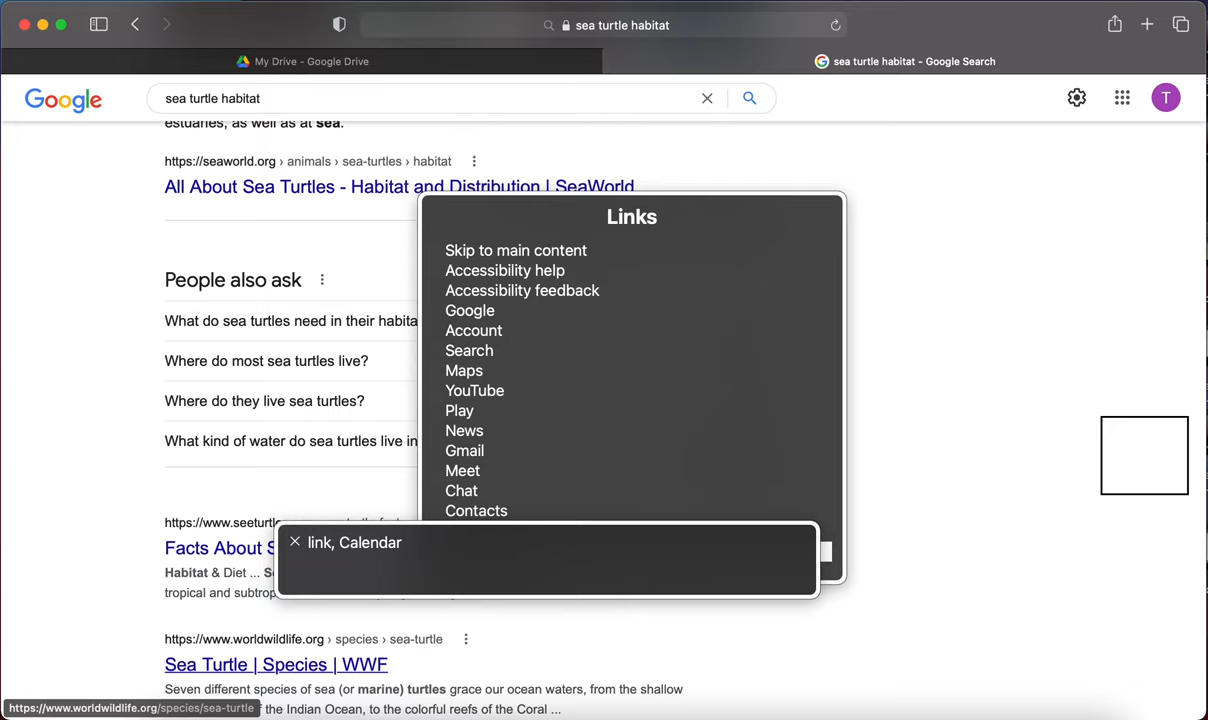 sea turtle habitat
My Drive - Google Drive
sea turtle habitat - Google Search
Google
sea turtle habitat
T
estuaries, as well as at sea.
https://seaworld.org › animals › sea-turtles › habitat
All About Sea Turtles - Habitat and Distribution | SeaWorld
People also ask
What do sea turtles need in their habita
Where do most sea turtles live?
Where do they live sea turtles?
What kind of water do sea turtles live in
https://www.seeturtl
Facts About S
Habitat & Diet ... S
tropical and subtrop
https://www.worldwildlife.org › species › sea-turtle
Sea Turtle | Species | WWF
Seven different species of sea (or marine) turtles grace our ocean waters, from the shallow
of the Indian Ocean, to the colorful reefs of the Coral ...
https://www.worldwildlife.org/species/sea-turtle
Links
Skip to main content
Accessibility help
Accessibility feedback
Google
Account
Search
Maps
YouTube
Play
News
Gmail
Meet
Chat
Contacts
link, Calendar